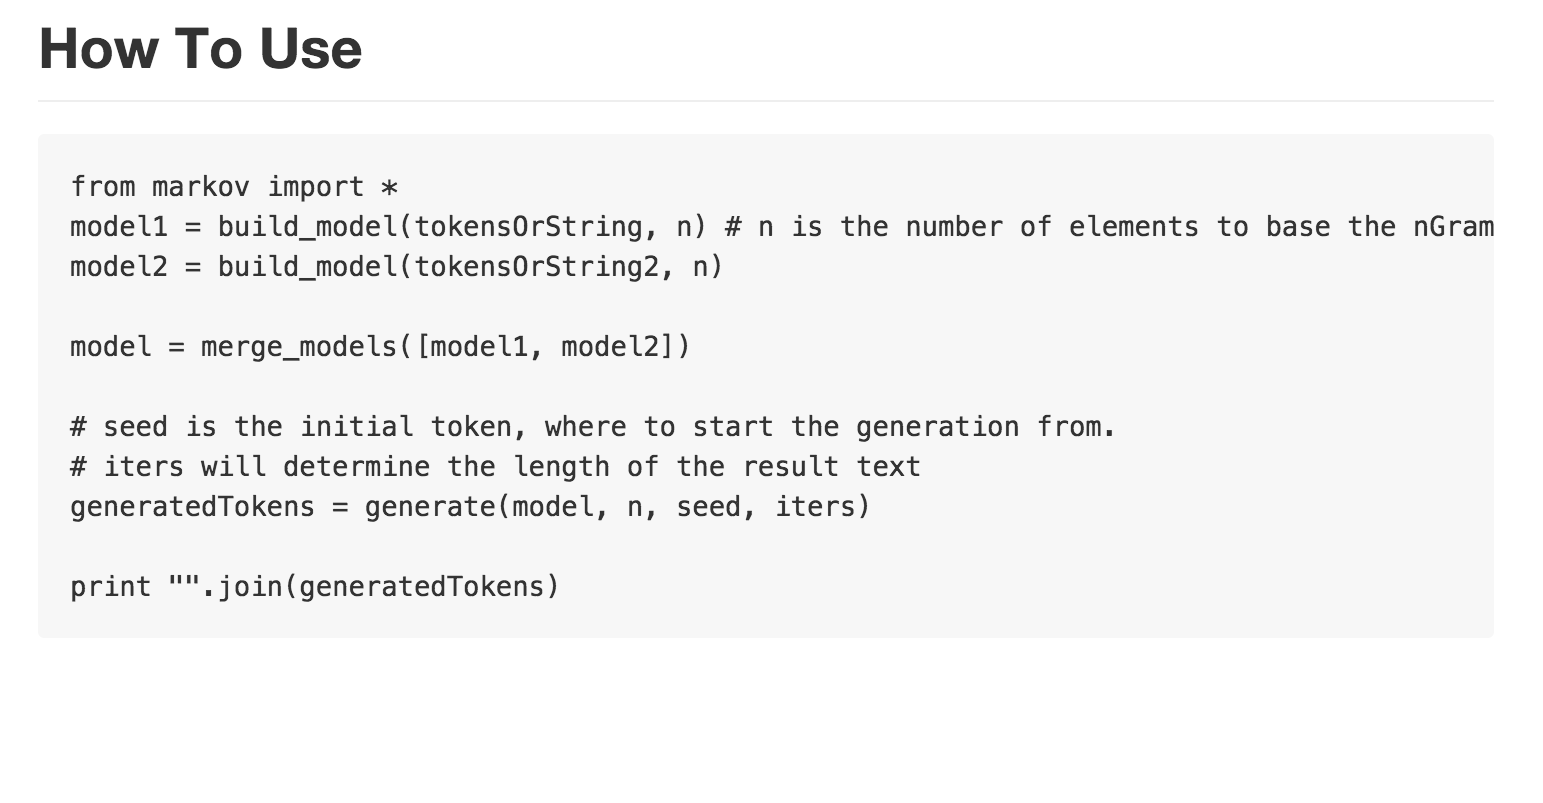 How To Use
from markov import *
model1 = build_model(tokensOrString, n) # n is the number of elements to base the nGram
model2 = build_model(tokensOrString2, n)
model = merge_models([model1, model2])
# seed is the initial token, where to start the generation from.
# iters will determine the length of the result text
generatedTokens = generate(model, n, seed, iters)
print "".join(generatedTokens)